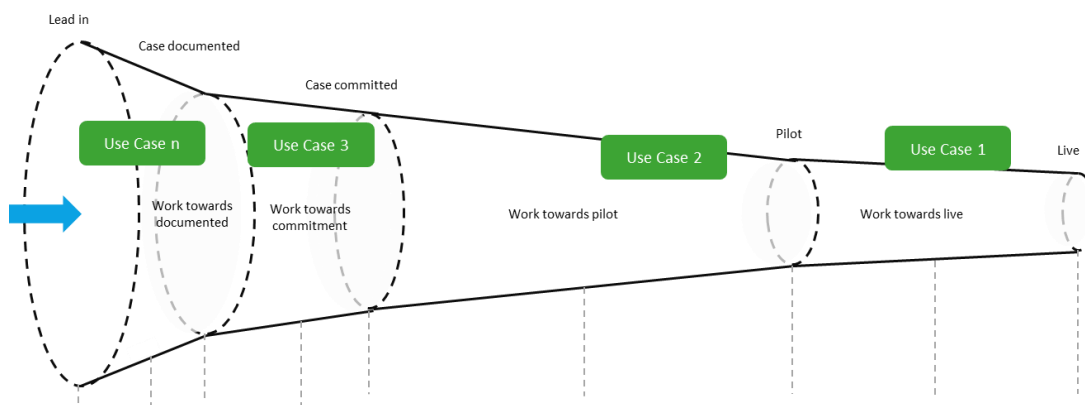 Lead in
Case documented
Case committed
Pilot
Live
Use Case n
Use Case 3
Use Case 2
Use Case 1
Work towards
documented
Work towards
commitment
Work towards pilot
Work towards live